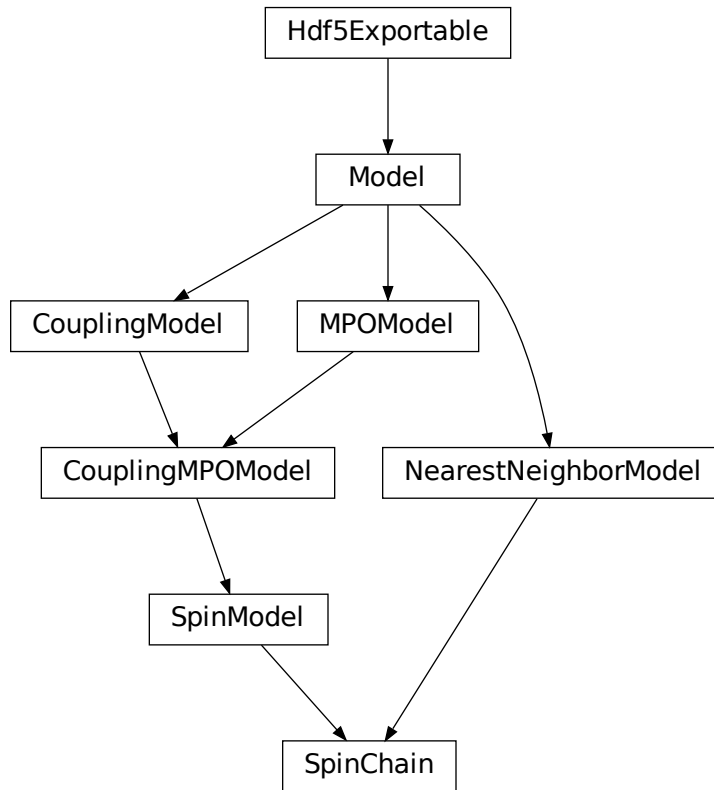 Hdf5Exportable
Model
CouplingModel
MPOModel
CouplingMPOModel
NearestNeighborModel
SpinModel
SpinChain